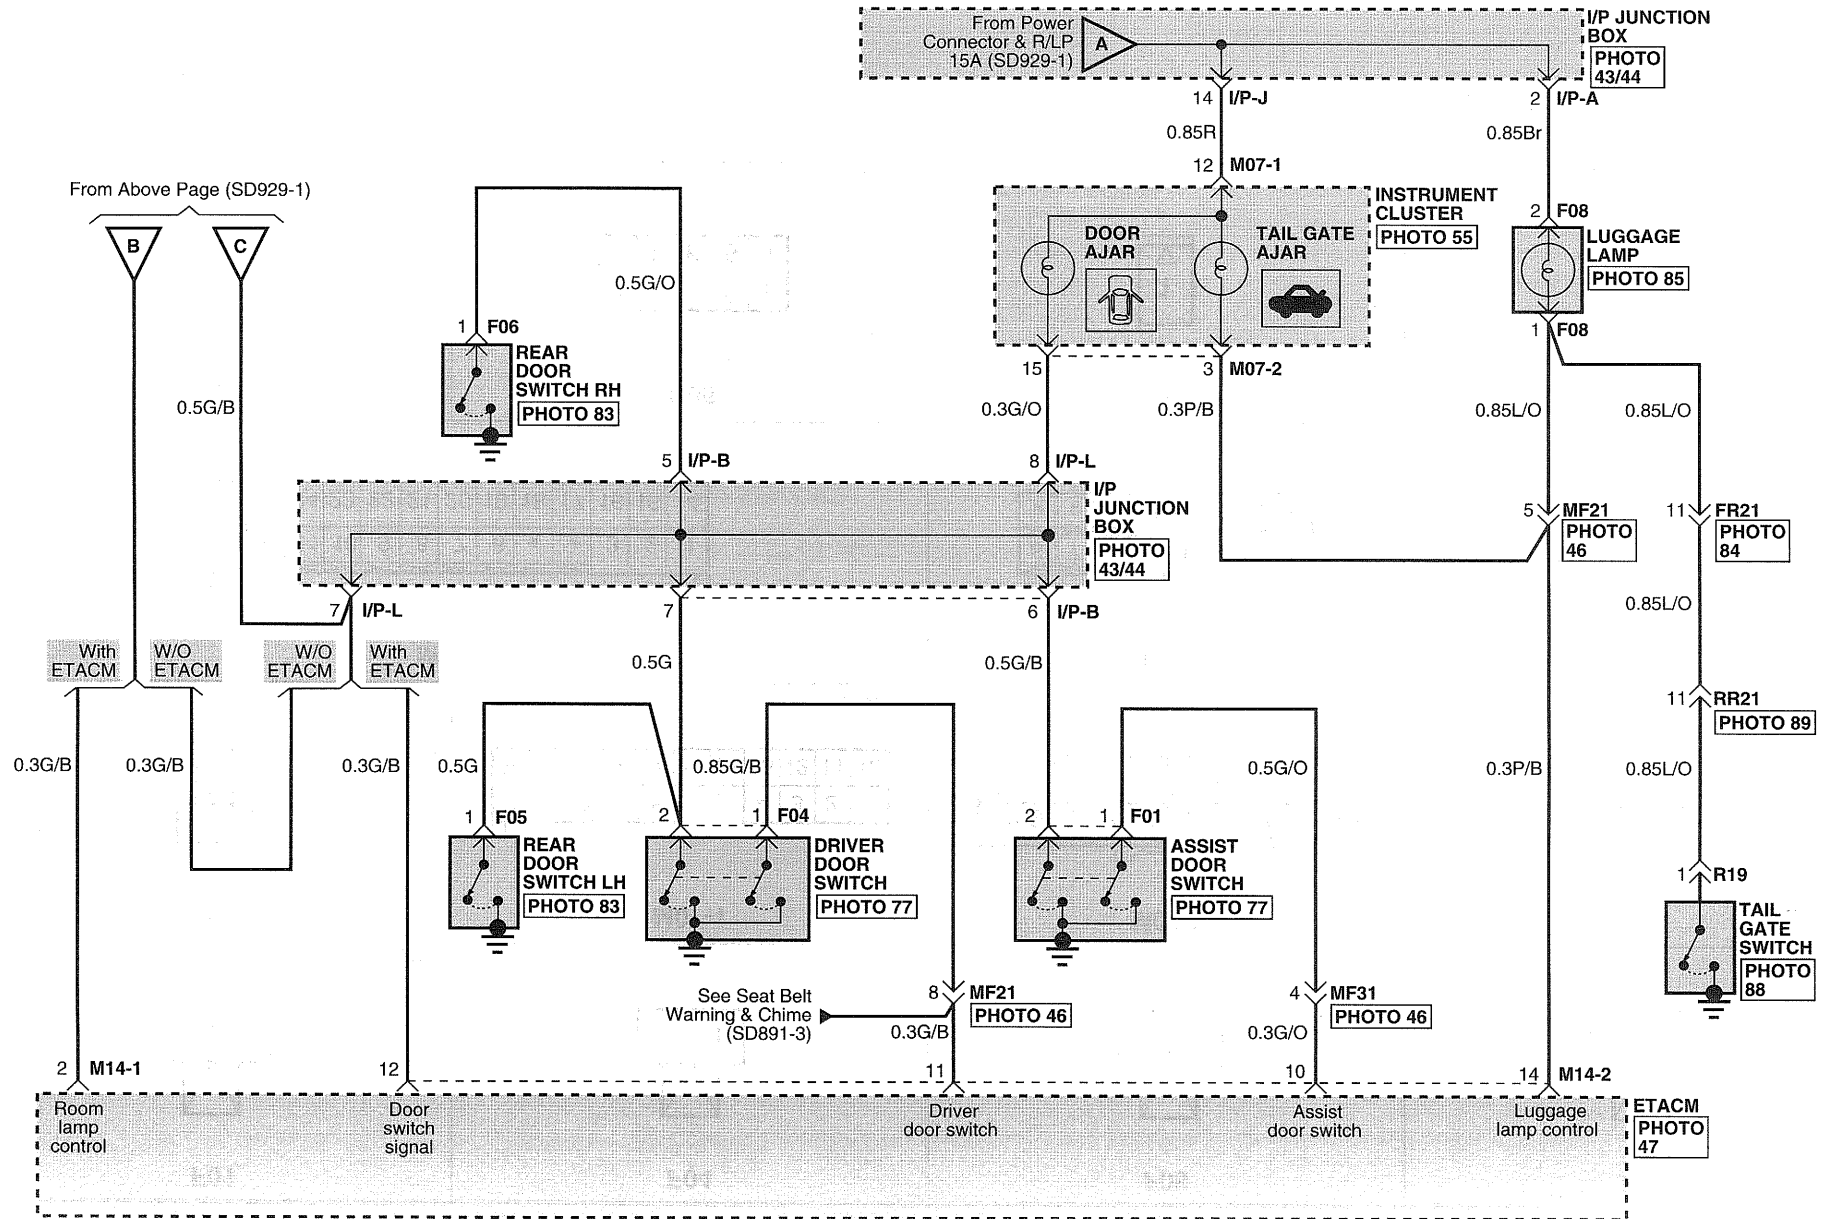 From Power
Connector & R/LP
15A (SD929-1)
A
I/P JUNCTION
BOX
PHOTO
43/44
14 I/P-J
2 I/P-A
0.85R
0.85Br
12 M07-1
From Above Page (SD929-1)
B
C
INSTRUMENT
CLUSTER
PHOTO 55
DOOR
AJAR
TAIL GATE
AJAR
2 F08
LUGGAGE
LAMP
PHOTO 85
1 F08
0.5G/O
1 F06
REAR
DOOR
SWITCH RH
PHOTO 83
15
3 M07-2
0.5G/B
0.3G/O
0.3P/B
0.85L/O
0.85L/O
5 I/P-B
8 I/P-L
I/P
JUNCTION
BOX
PHOTO
43/44
5 MF21
PHOTO
46
11 FR21
PHOTO
84
7 I/P-L
7
6 I/P-B
0.85L/O
With
ETACM
W/O
ETACM
W/O
ETACM
With
ETACM
0.5G
0.5G/B
11 RR21
PHOTO 89
0.3G/B
0.3G/B
0.3G/B
0.5G
0.85G/B
0.5G/O
0.3P/B
0.85L/O
1 F05
REAR
DOOR
SWITCH LH
PHOTO 83
2
1 F04
DRIVER
DOOR
SWITCH
PHOTO 77
2
1 F01
ASSIST
DOOR
SWITCH
PHOTO 77
1 R19
TAIL
GATE
SWITCH
PHOTO
88
See Seat Belt
Warning & Chime
(SD891-3)
8 MF21
PHOTO 46
0.3G/B
4 MF31
PHOTO 46
0.3G/O
2 M14-1
12
11
10
14 M14-2
Room
lamp
control
Door
switch
signal
Driver
door switch
Assist
door switch
Luggage
lamp control
ETACM
PHOTO
47